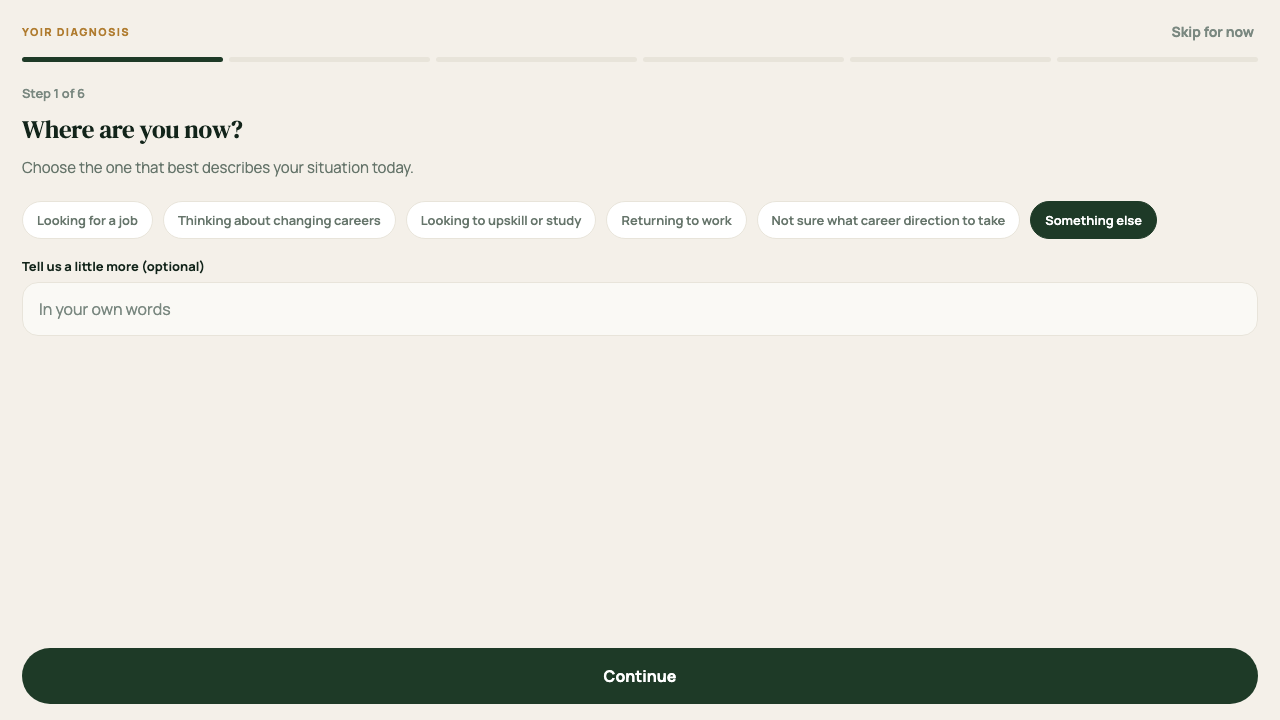 YOIR DIAGNOSIS
Skip for now
Step 1 of 6
Where are you now?
Choose the one that best describes your situation today.
Looking for a job
Thinking about changing careers
Looking to upskill or study
Returning to work
Not sure what career direction to take
Something else
Tell us a little more (optional)
In your own words
Continue